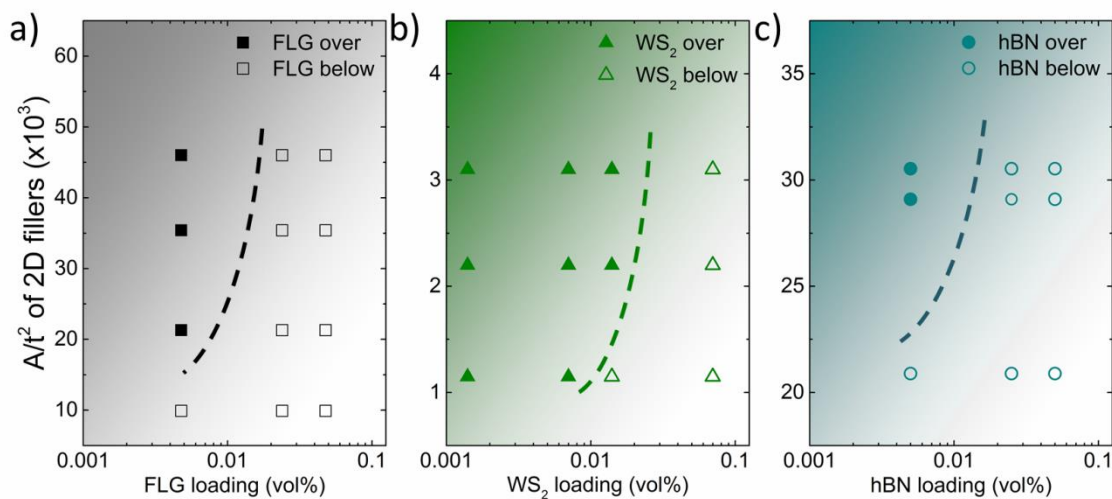 a)
FLG over
FLG below
60
50
40
30
20
10
A/t² of 2D fillers (x10³)
0.001
0.01
0.1
FLG loading (vol%)
b)
WS₂ over
WS₂ below
4
3
2
1
0.01
0.1
WS₂ loading (vol%)
c)
hBN over
hBN below
35
30
25
20
0.001
0.01
0.1
hBN loading (vol%)